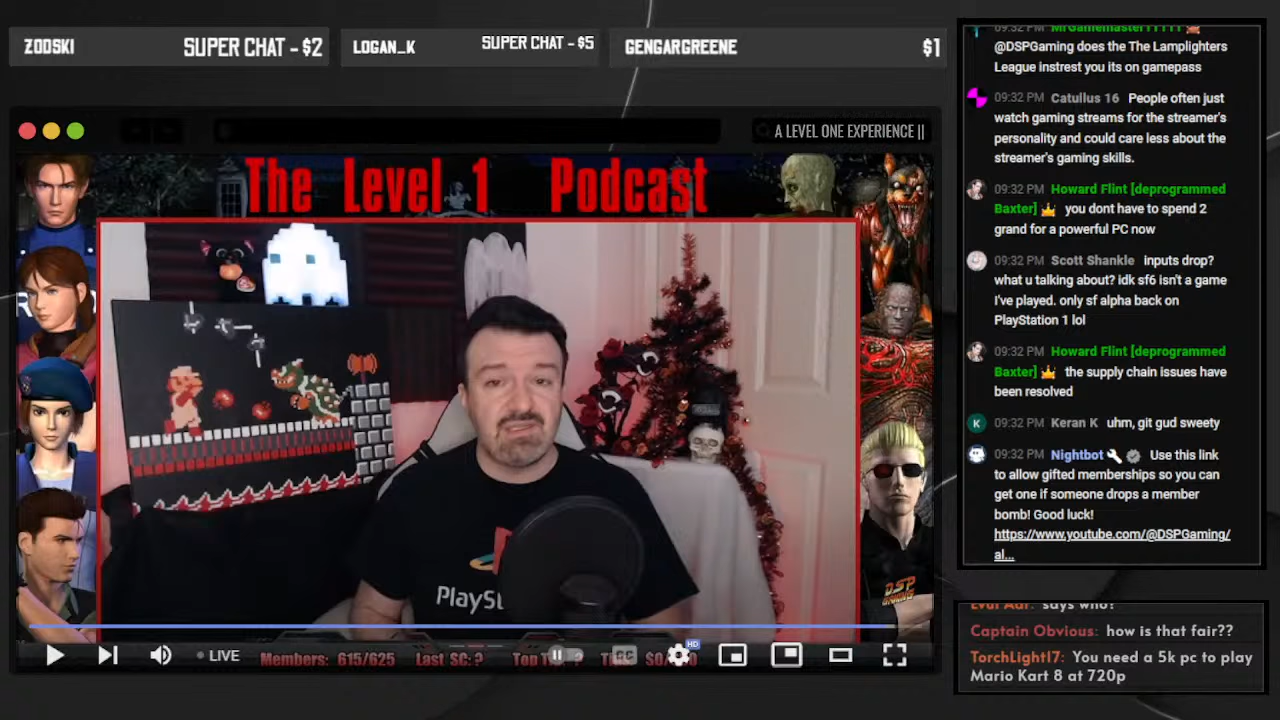 ZODSKI SUPER CHAT - $2
LOGAN_K SUPER CHAT - $5
GENGARGREENE $1
A LEVEL ONE EXPERIENCE ||
The Level 1 Podcast
PlaySt
DSP
GAMING
LIVE
Members: 615/625 Last SC: ?
CC
HD
@DSPGaming does the The Lamplighters
League instrest you its on gamepass
09:32 PM Catullus 16 People often just
watch gaming streams for the streamer's
personality and could care less about the
streamer's gaming skills.
09:32 PM Howard Flint [deprogrammed
Baxter] you dont have to spend 2
grand for a powerful PC now
09:32 PM Scott Shankle inputs drop?
what u talking about? idk sf6 isn't a game
I've played. only sf alpha back on
PlayStation 1 lol
09:32 PM Howard Flint [deprogrammed
Baxter] the supply chain issues have
been resolved
K 09:32 PM Keran K uhm, git gud sweety
09:32 PM Nightbot Use this link
to allow gifted memberships so you can
get one if someone drops a member
bomb! Good luck!
https://www.youtube.com/@DSPGaming/
al...
says who?
Captain Obvious: how is that fair??
TorchLight17: You need a 5k pc to play
Mario Kart 8 at 720p